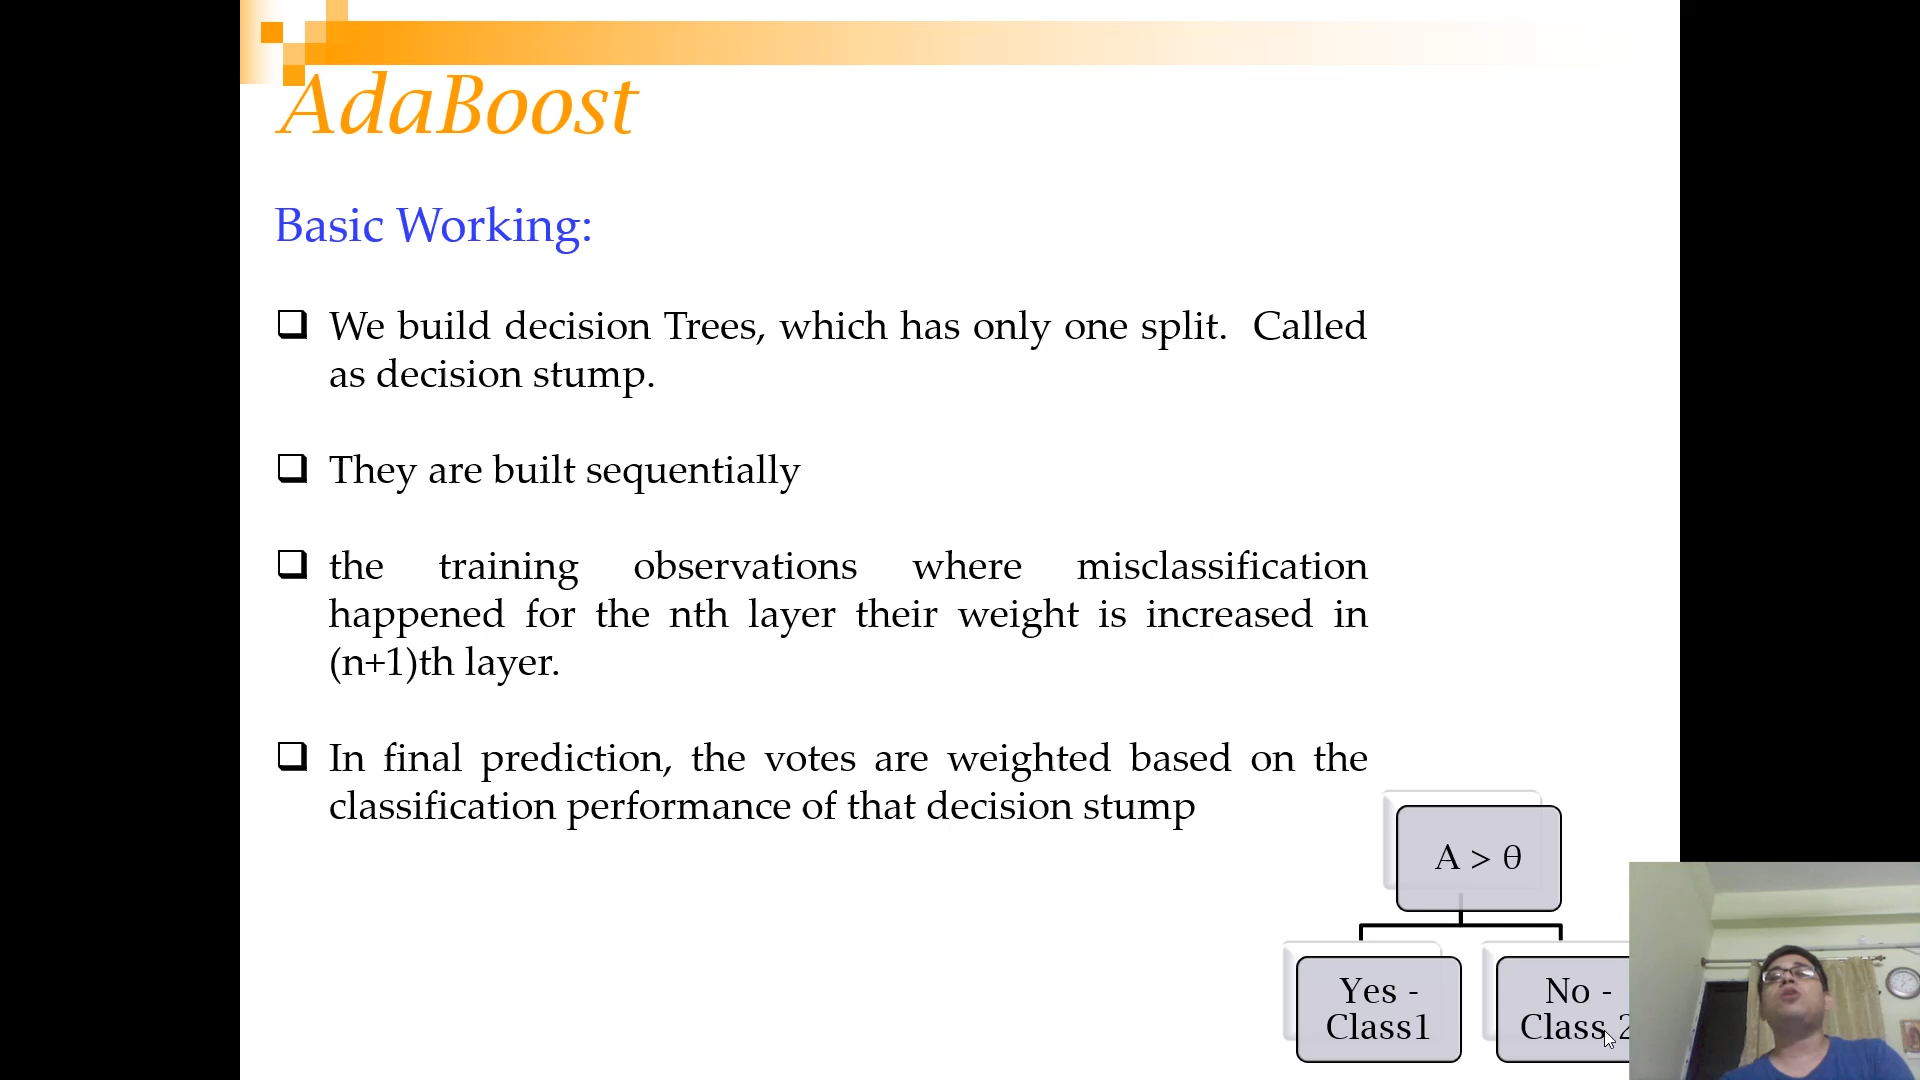 AdaBoost
Basic Working:
We build decision Trees, which has only one split. Called
as decision stump.
They are built sequentially
the training observations where misclassification
happened for the nth layer their weight is increased in
(n+1)th layer.
In final prediction, the votes are weighted based on the
classification performance of that decision stump
A > θ
Yes -
Class1
No -
Class 2